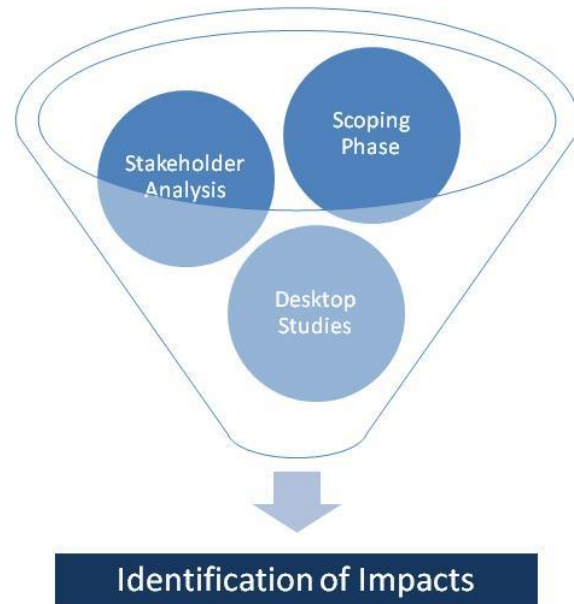 Scoping
Phase
Stakeholder
Analysis
Desktop
Studies
Identification of Impacts